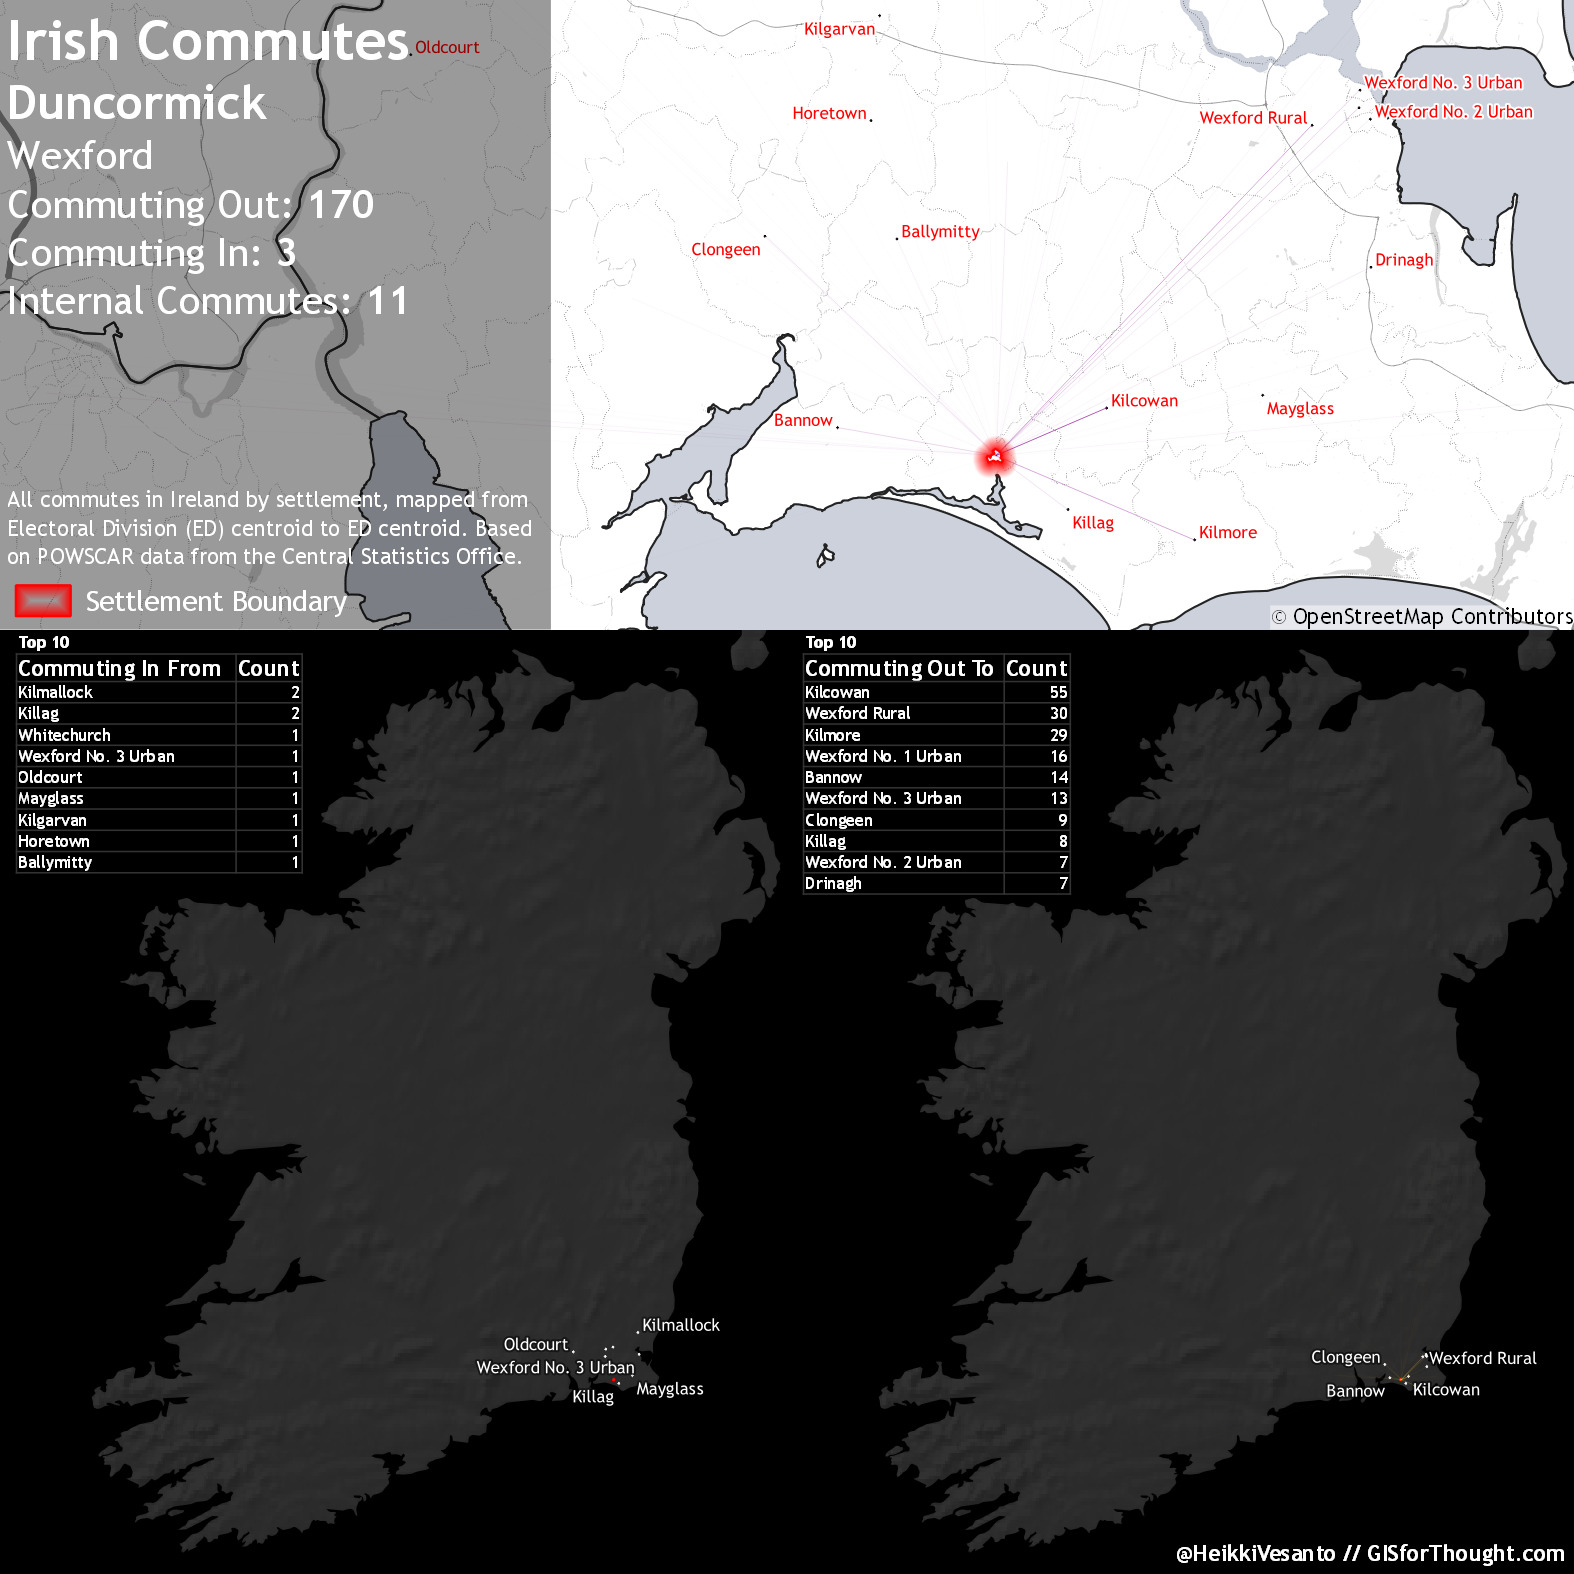 Irish Commutes
Duncormick
Wexford
Commuting Out: 170
Commuting In: 3
Internal Commutes: 11
All commutes in Ireland by settlement, mapped from
Electoral Division (ED) centroid to ED centroid. Based
on POWSCAR data from the Central Statistics Office.
Settlement Boundary
Oldcourt
Kilgarvan
Horetown
Wexford No. 3 Urban
Wexford No. 2 Urban
Wexford Rural
Ballymitty
Clongeen
Drinagh
Kilcowan
Mayglass
Bannow
Killag
Kilmore
© OpenStreetMap Contributors
Top 10
Commuting In From Count
Kilmallock 2
Killag 2
Whitechurch 1
Wexford No. 3 Urban 1
Oldcourt 1
Mayglass 1
Kilgarvan 1
Horetown 1
Ballymitty 1
Top 10
Commuting Out To Count
Kilcowan 55
Wexford Rural 30
Kilmore 29
Wexford No. 1 Urban 16
Bannow 14
Wexford No. 3 Urban 13
Clongeen 9
Killag 8
Wexford No. 2 Urban 7
Drinagh 7
Kilmallock
Oldcourt
Wexford No. 3 Urban
Mayglass
Killag
Clongeen
Wexford Rural
Bannow
Kilcowan
@HeikkiVesanto // GISforThought.com